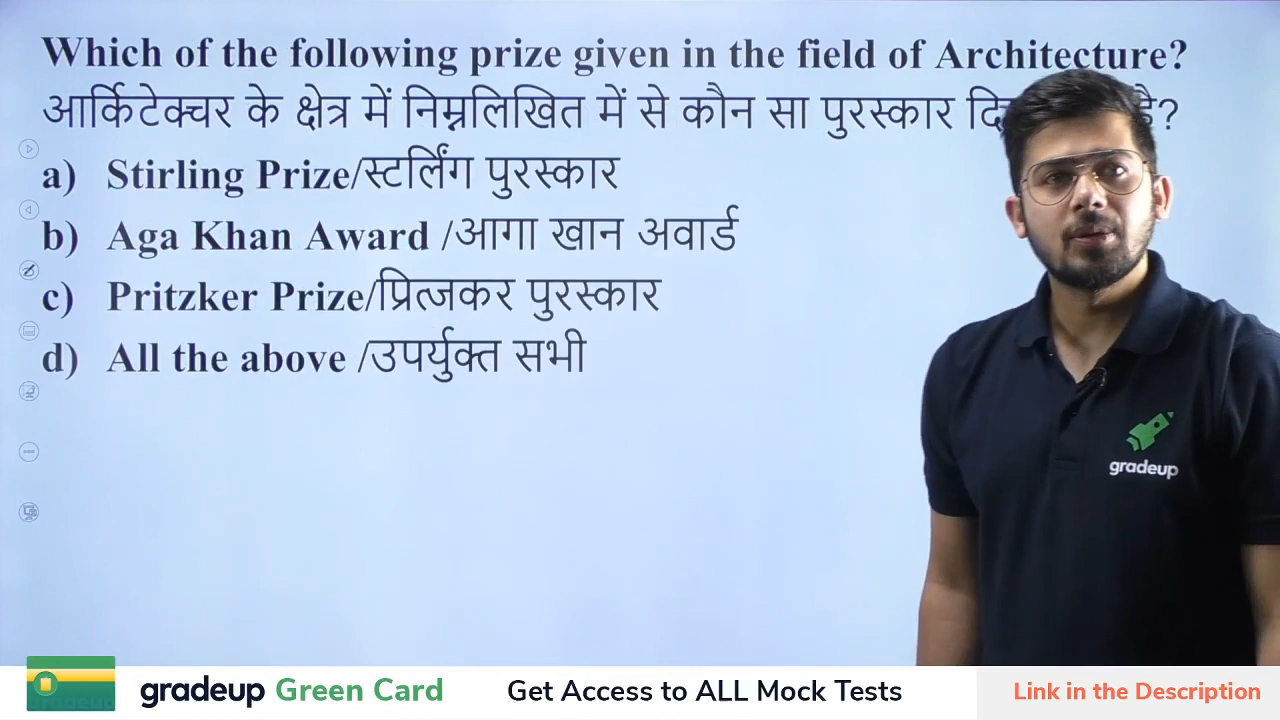 Which of the following prize given in the field of Architecture?
आर्किटेक्चर के क्षेत्र में निम्नलिखित में से कौन सा पुरस्कार है?
a) Stirling Prize/स्टर्लिंग पुरस्कार
b) Aga Khan Award /आगा खान अवार्ड
c) Pritzker Prize/प्रित्जकर पुरस्कार
d) All the above /उपर्युक्त सभी
gradeup
gradeup Green Card
Get Access to ALL Mock Tests
Link in the Description